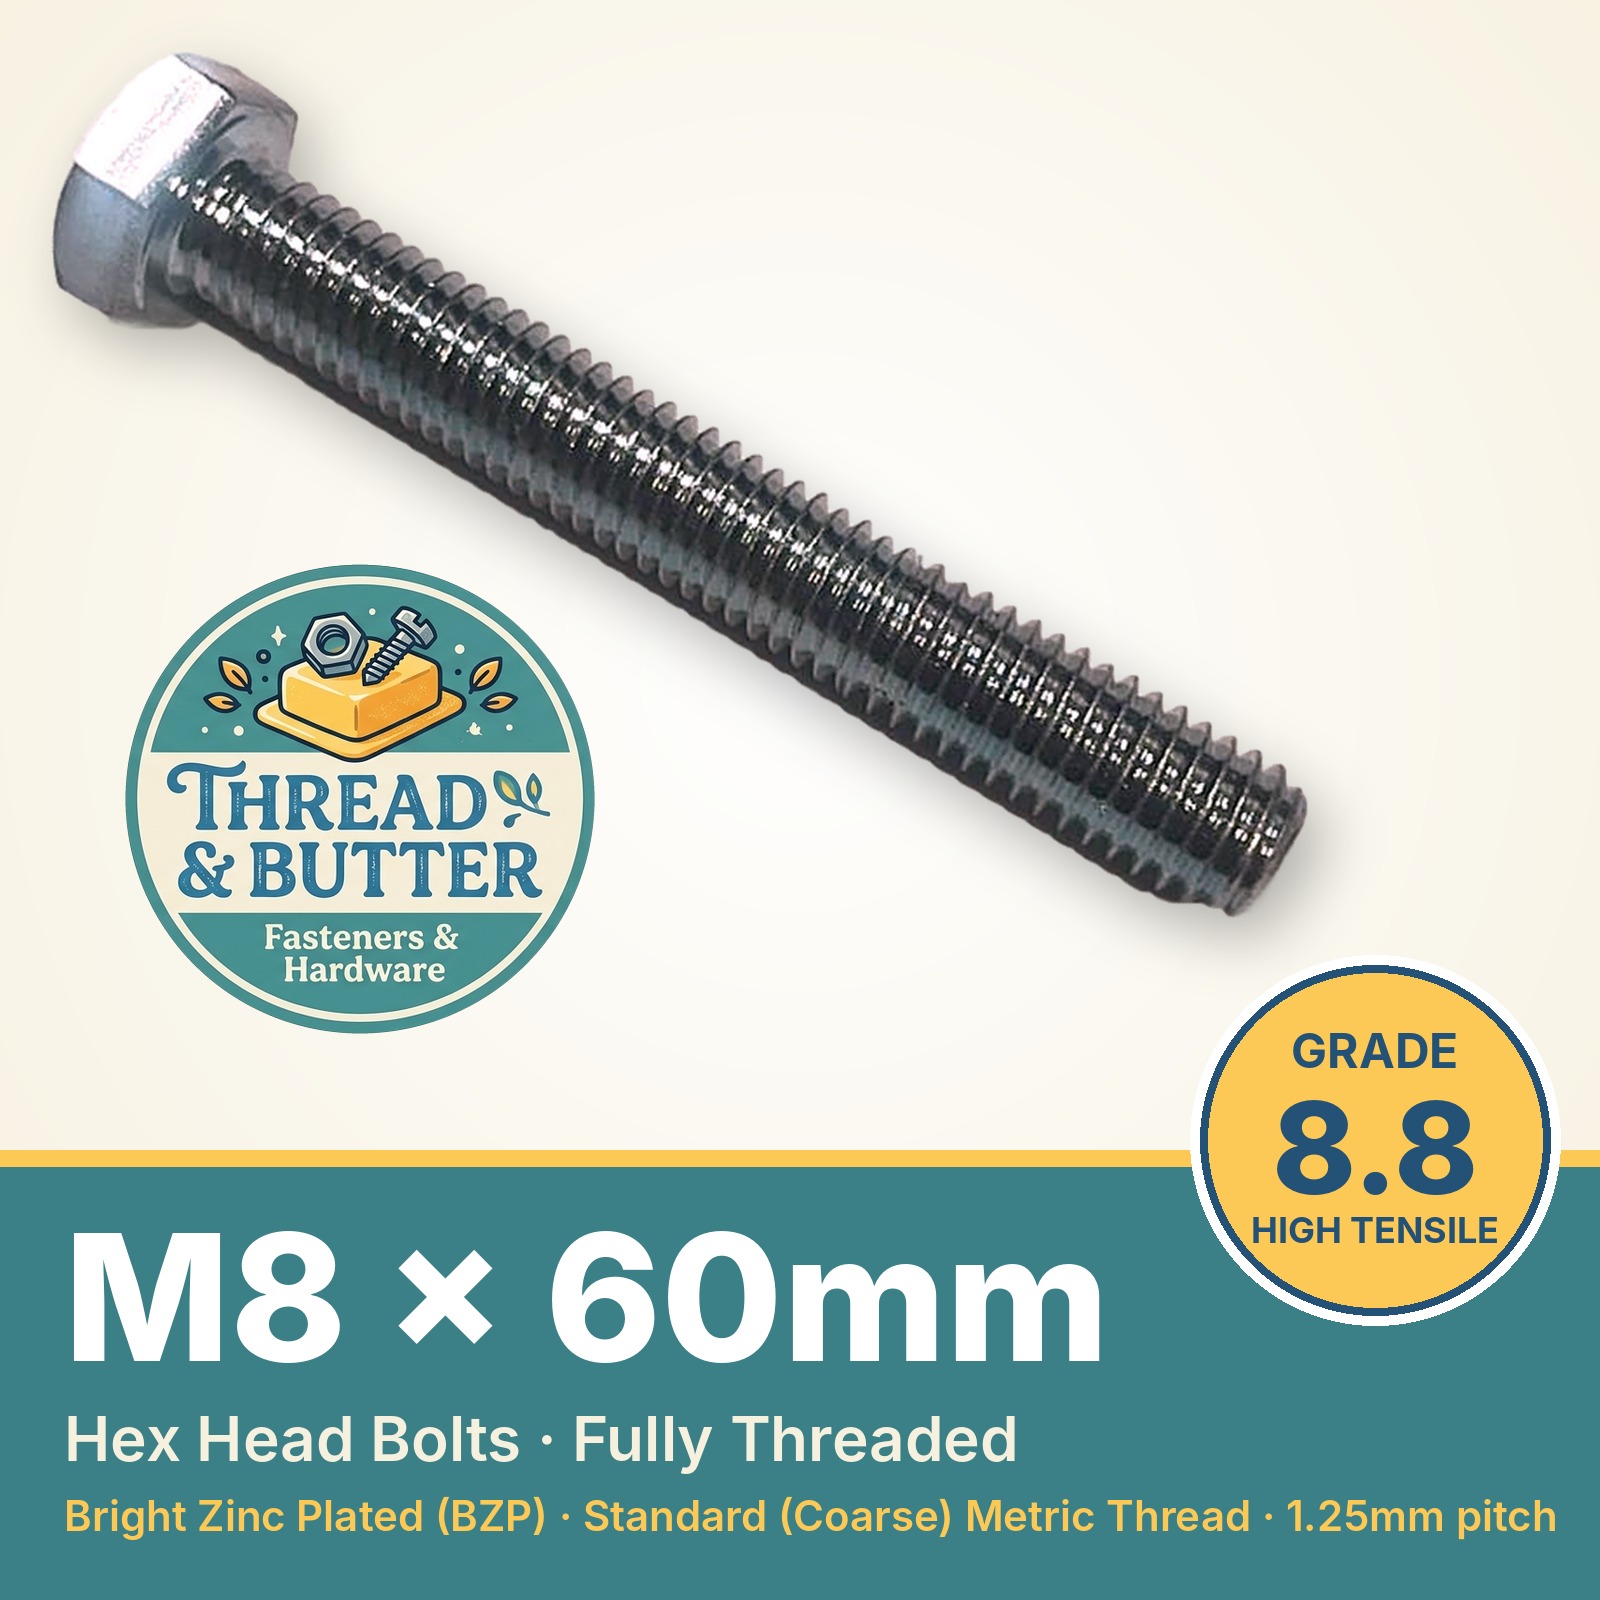 THREAD
& BUTTER
Fasteners &
Hardware
GRADE
8.8
HIGH TENSILE
M8 × 60mm
Hex Head Bolts · Fully Threaded
Bright Zinc Plated (BZP) · Standard (Coarse) Metric Thread · 1.25mm pitch